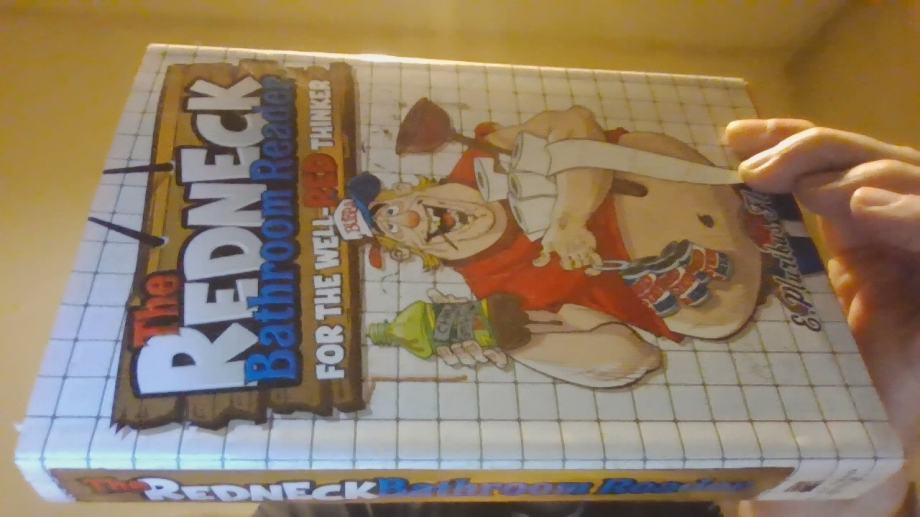 The
REDNECK
Bathroom Reader
FOR THE WELL-RED THINKER
The REDNECK Bathroom Reader